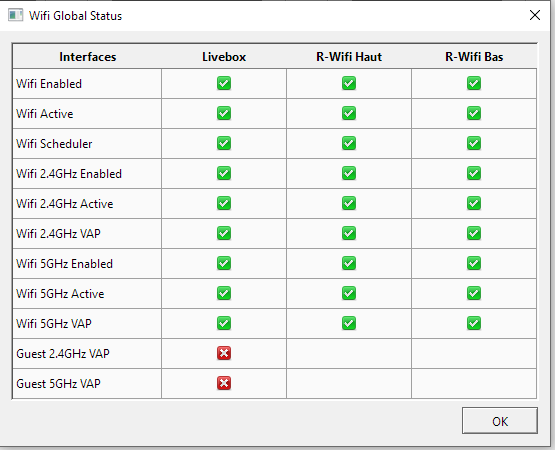 Wifi Global Status
Interfaces Livebox R-Wifi Haut R-Wifi Bas
Wifi Enabled
Wifi Active
Wifi Scheduler
Wifi 2.4GHz Enabled
Wifi 2.4GHz Active
Wifi 2.4GHz VAP
Wifi 5GHz Enabled
Wifi 5GHz Active
Wifi 5GHz VAP
Guest 2.4GHz VAP
Guest 5GHz VAP
OK